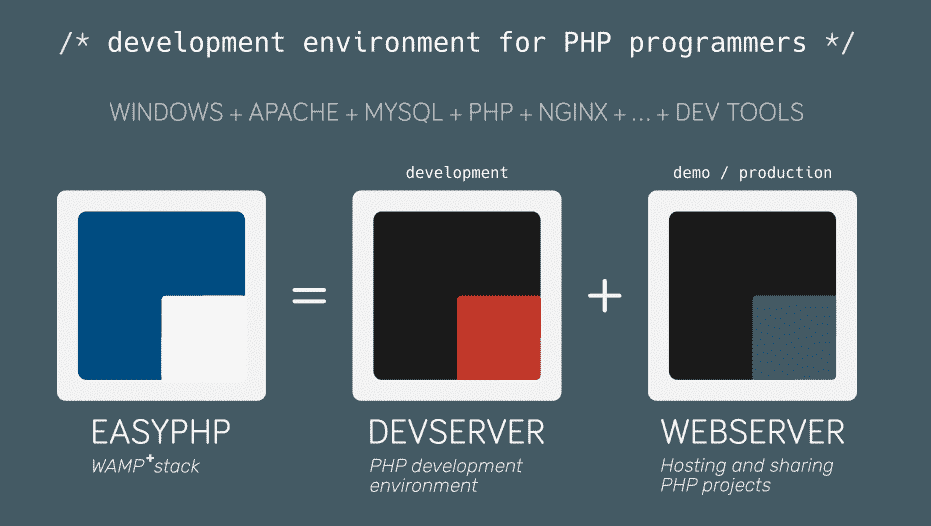 /* development environment for PHP programmers */
WINDOWS + APACHE + MYSQL + PHP + NGINX + ... + DEV TOOLS
development
demo / production
=
+
EASYPHP
WAMP+stack
DEVSERVER
PHP development
environment
WEBSERVER
Hosting and sharing
PHP projects